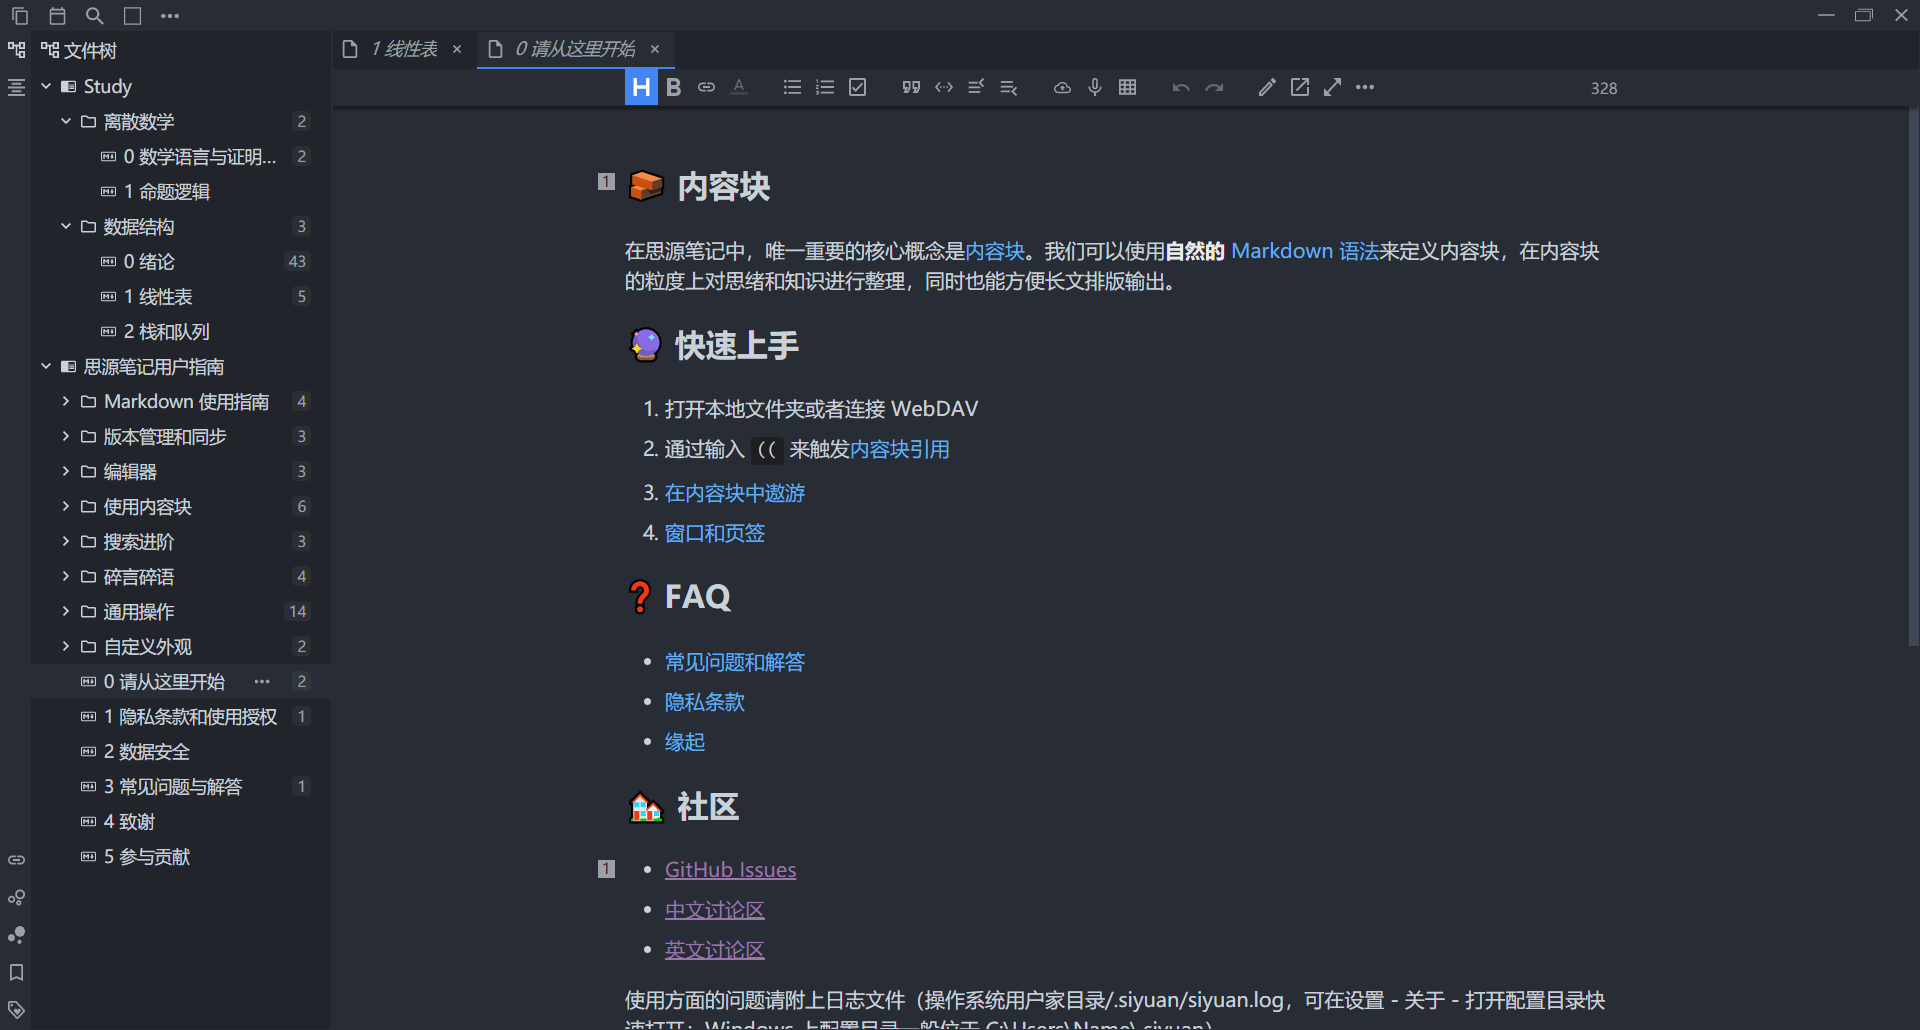 文件树
Study
离散数学 2
0 数学语言与证明... 2
1 命题逻辑
数据结构 3
0 绪论 43
1 线性表 5
2 栈和队列
思源笔记用户指南
Markdown 使用指南 4
版本管理和同步 3
编辑器 3
使用内容块 6
搜索进阶 3
碎言碎语 4
通用操作 14
自定义外观 2
0 请从这里开始 ••• 2
1 隐私条款和使用授权 1
2 数据安全
3 常见问题与解答 1
4 致谢
5 参与贡献
1 线性表 ×
0 请从这里开始 ×
H B A 328
1 内容块
在思源笔记中，唯一重要的核心概念是内容块。我们可以使用自然的 Markdown 语法来定义内容块，在内容块
的粒度上对思绪和知识进行整理，同时也能方便长文排版输出。
快速上手
1. 打开本地文件夹或者连接 WebDAV
2. 通过输入 (( 来触发内容块引用
3. 在内容块中遨游
4. 窗口和页签
FAQ
• 常见问题和解答
• 隐私条款
• 缘起
社区
1 • GitHub Issues
• 中文讨论区
• 英文讨论区
使用方面的问题请附上日志文件（操作系统用户家目录/.siyuan/siyuan.log，可在设置 - 关于 - 打开配置目录快
速打开；Windows 上配置目录一般位于 C:\Users\Name\.siyuan）